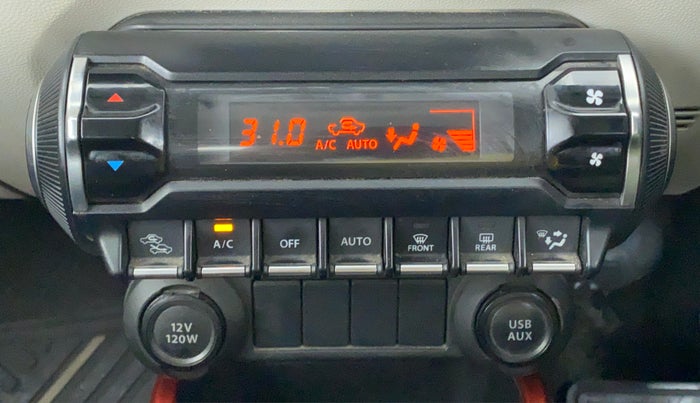 31.0
A/C AUTO
A/C
OFF
AUTO
FRONT
REAR
12V
120W
USB
AUX